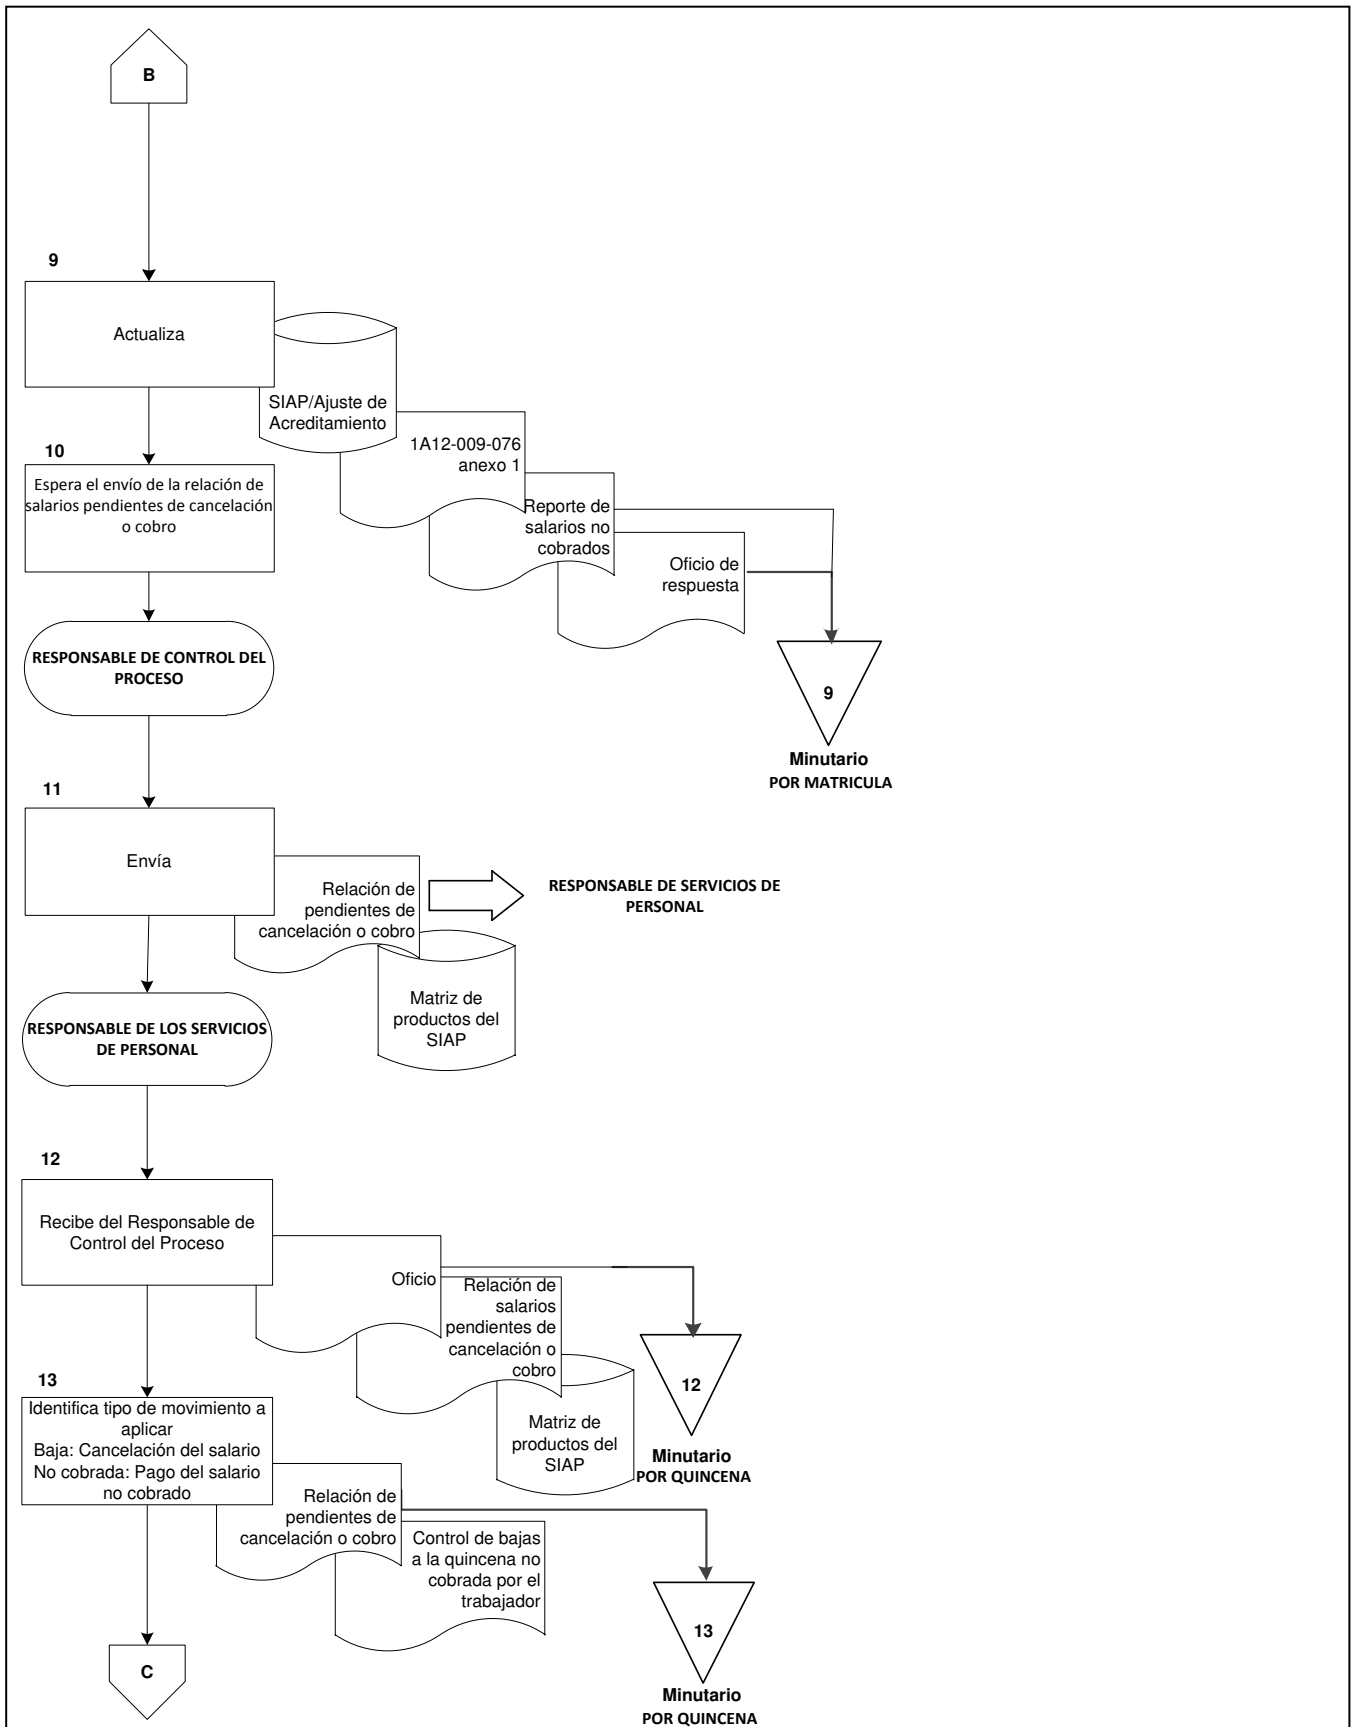 B
9
Actualiza
SIAP/Ajuste de
Acreditamiento
1A12-009-076
anexo 1
Reporte de
salarios no
cobrados
Oficio de
respuesta
9
Minutario
POR MATRICULA
10
Espera el envío de la relación de
salarios pendientes de cancelación
o cobro
RESPONSABLE DE CONTROL DEL
PROCESO
11
Envía
Relación de
pendientes de
cancelación o cobro
RESPONSABLE DE SERVICIOS DE
PERSONAL
Matriz de
productos del
SIAP
RESPONSABLE DE LOS SERVICIOS
DE PERSONAL
12
Recibe del Responsable de
Control del Proceso
Oficio
Relación de
salarios
pendientes de
cancelación o
cobro
Matriz de
productos del
SIAP
12
Minutario
POR QUINCENA
13
Identifica tipo de movimiento a
aplicar
Baja: Cancelación del salario
No cobrada: Pago del salario
no cobrado
Relación de
pendientes de
cancelación o cobro
Control de bajas
a la quincena no
cobrada por el
trabajador
13
Minutario
POR QUINCENA
C